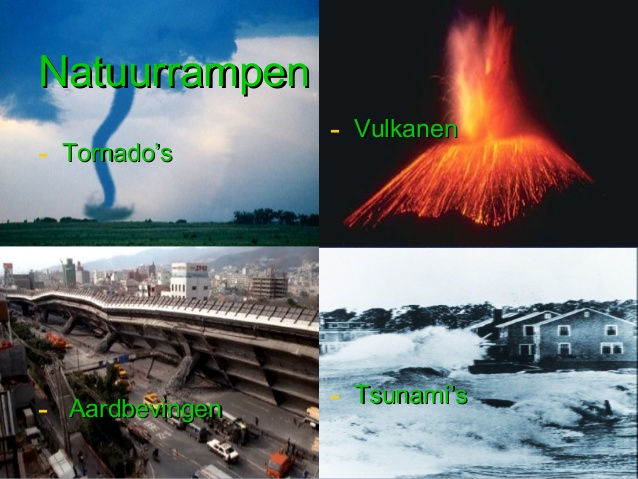 Natuurrampen
- Tornado's
- Vulkanen
- Aardbevingen
- Tsunami's